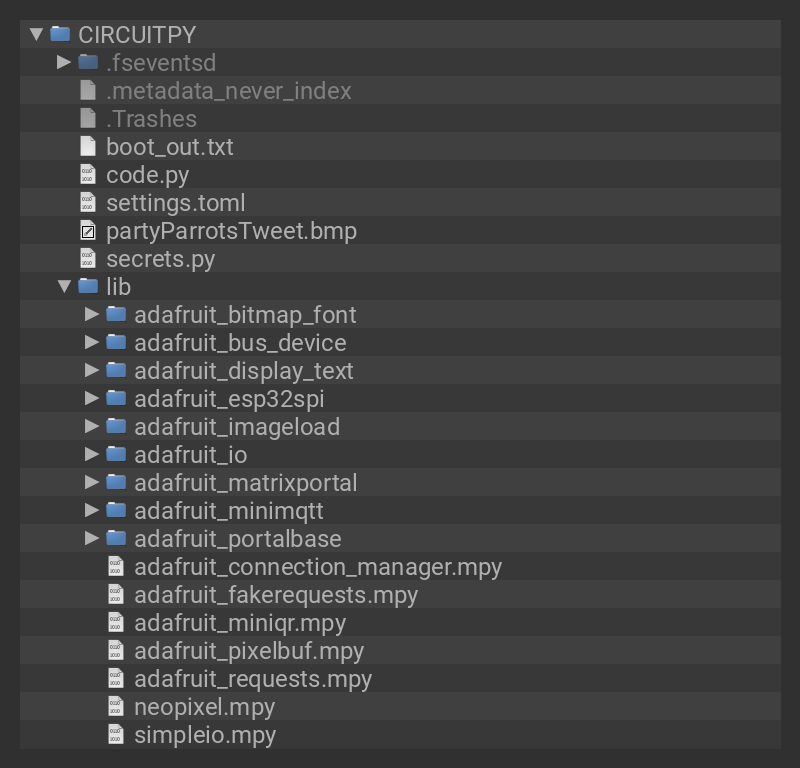 CIRCUITPY
.fseventsd
.metadata_never_index
.Trashes
boot_out.txt
code.py
settings.toml
partyParrotsTweet.bmp
secrets.py
lib
adafruit_bitmap_font
adafruit_bus_device
adafruit_display_text
adafruit_esp32spi
adafruit_imageload
adafruit_io
adafruit_matrixportal
adafruit_minimqtt
adafruit_portalbase
adafruit_connection_manager.mpy
adafruit_fakerequests.mpy
adafruit_miniqr.mpy
adafruit_pixelbuf.mpy
adafruit_requests.mpy
neopixel.mpy
simpleio.mpy